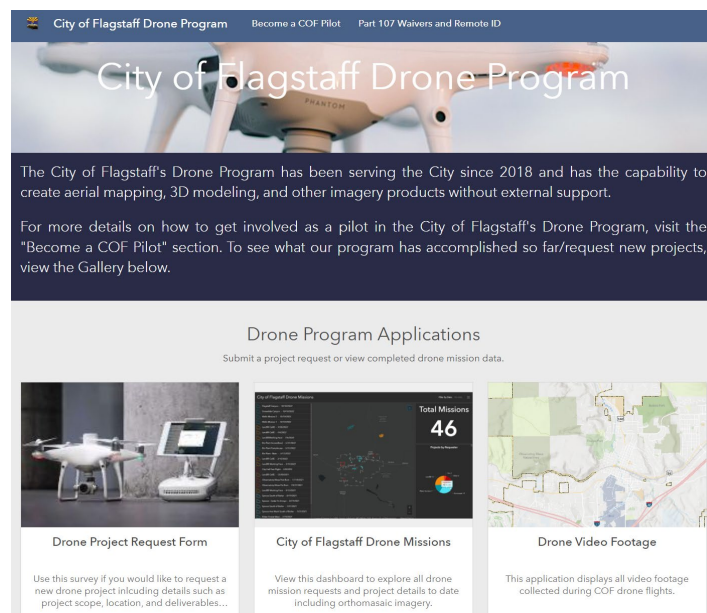 City of Flagstaff Drone Program Become a COF Pilot Part 107 Waivers and Remote ID
City of Flagstaff Drone Program
PHANTOM
The City of Flagstaff's Drone Program has been serving the City since 2018 and has the capability to
create aerial mapping, 3D modeling, and other imagery products without external support.
For more details on how to get involved as a pilot in the City of Flagstaff's Drone Program, visit the
"Become a COF Pilot" section. To see what our program has accomplished so far/request new projects,
view the Gallery below.
Drone Program Applications
Submit a project request or view completed drone mission data.
City of Flagstaff Drone Missions
Total Missions
46
Drone Project Request Form
Use this survey if you would like to request a
new drone project inlcuding details such as
project scope, location, and deliverables...
City of Flagstaff Drone Missions
View this dashboard to explore all drone
mission requests and project details to date
including orthomasaic imagery.
Drone Video Footage
This application displays all video footage
collected during COF drone flights.